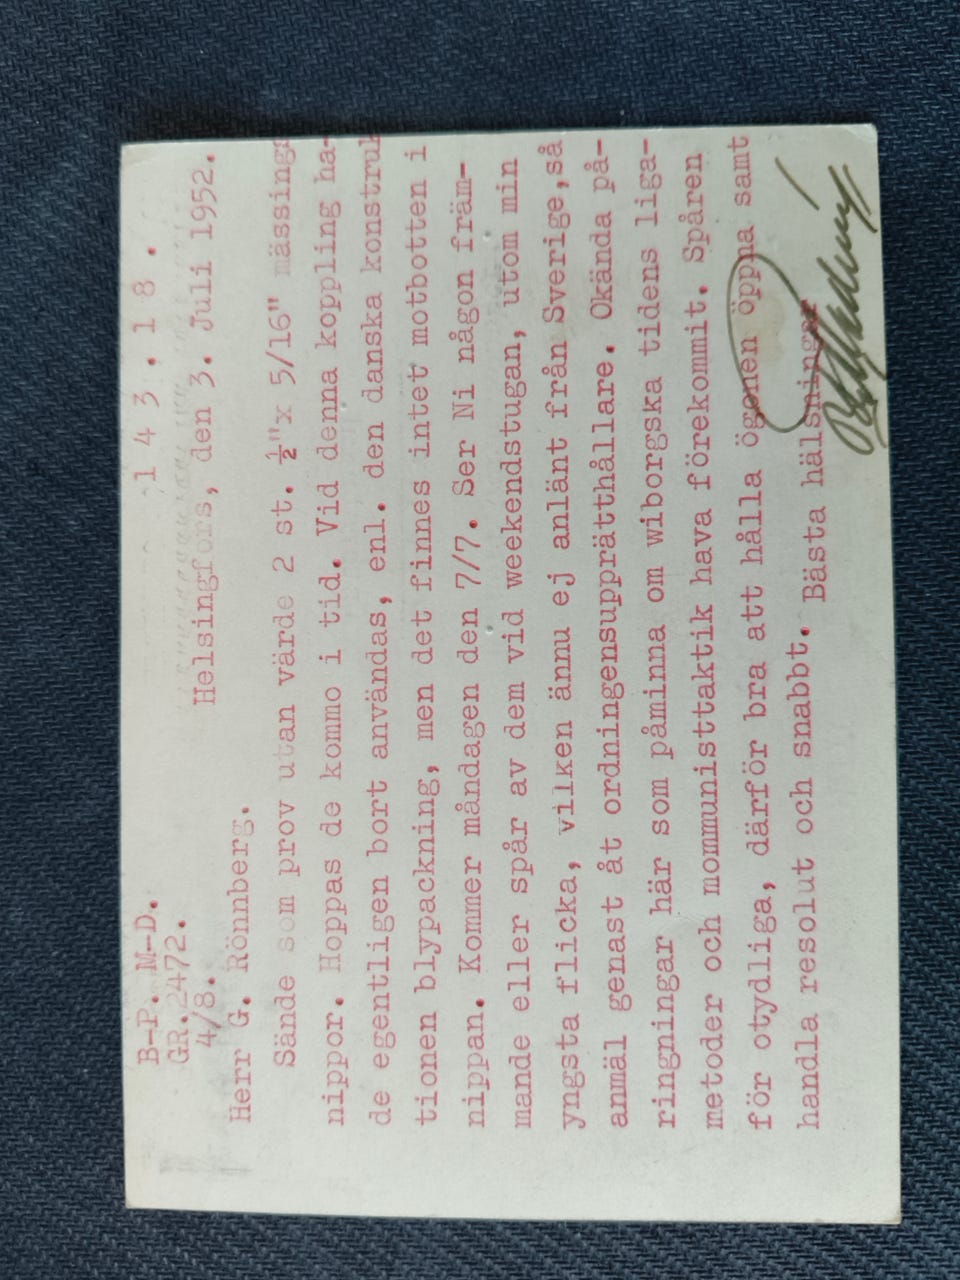 B-P. M-D. 1 4 3 . 1 8 .
GR.2472.
4/8. Helsingfors, den 3. Juli 1952.
Herr G. Rönnberg.
Sände som prov utan värde 2 st. ½"x 5/16" mässings
nippor. Hoppas de kommo i tid. Vid denna koppling ha-
de egentligen bort användas, enl. den danska konstruk
tionen blypackning, men det finnes intet motbotten i
nippan. Kommer måndagen den 7/7. Ser Ni någon främ-
mande eller spår av dem vid weekendstugan, utom min
yngsta flicka, vilken ännu ej anlänt från Sverige,så
anmäl genast åt ordningensupprätthållare. Okända på-
ringningar här som påminna om wiborgska tidens liga-
metoder och mommunisttaktik hava förekommit. Spåren
för otydliga, därför bra att hålla ögonen öppna samt
handla resolut och snabbt. Bästa hälsningar